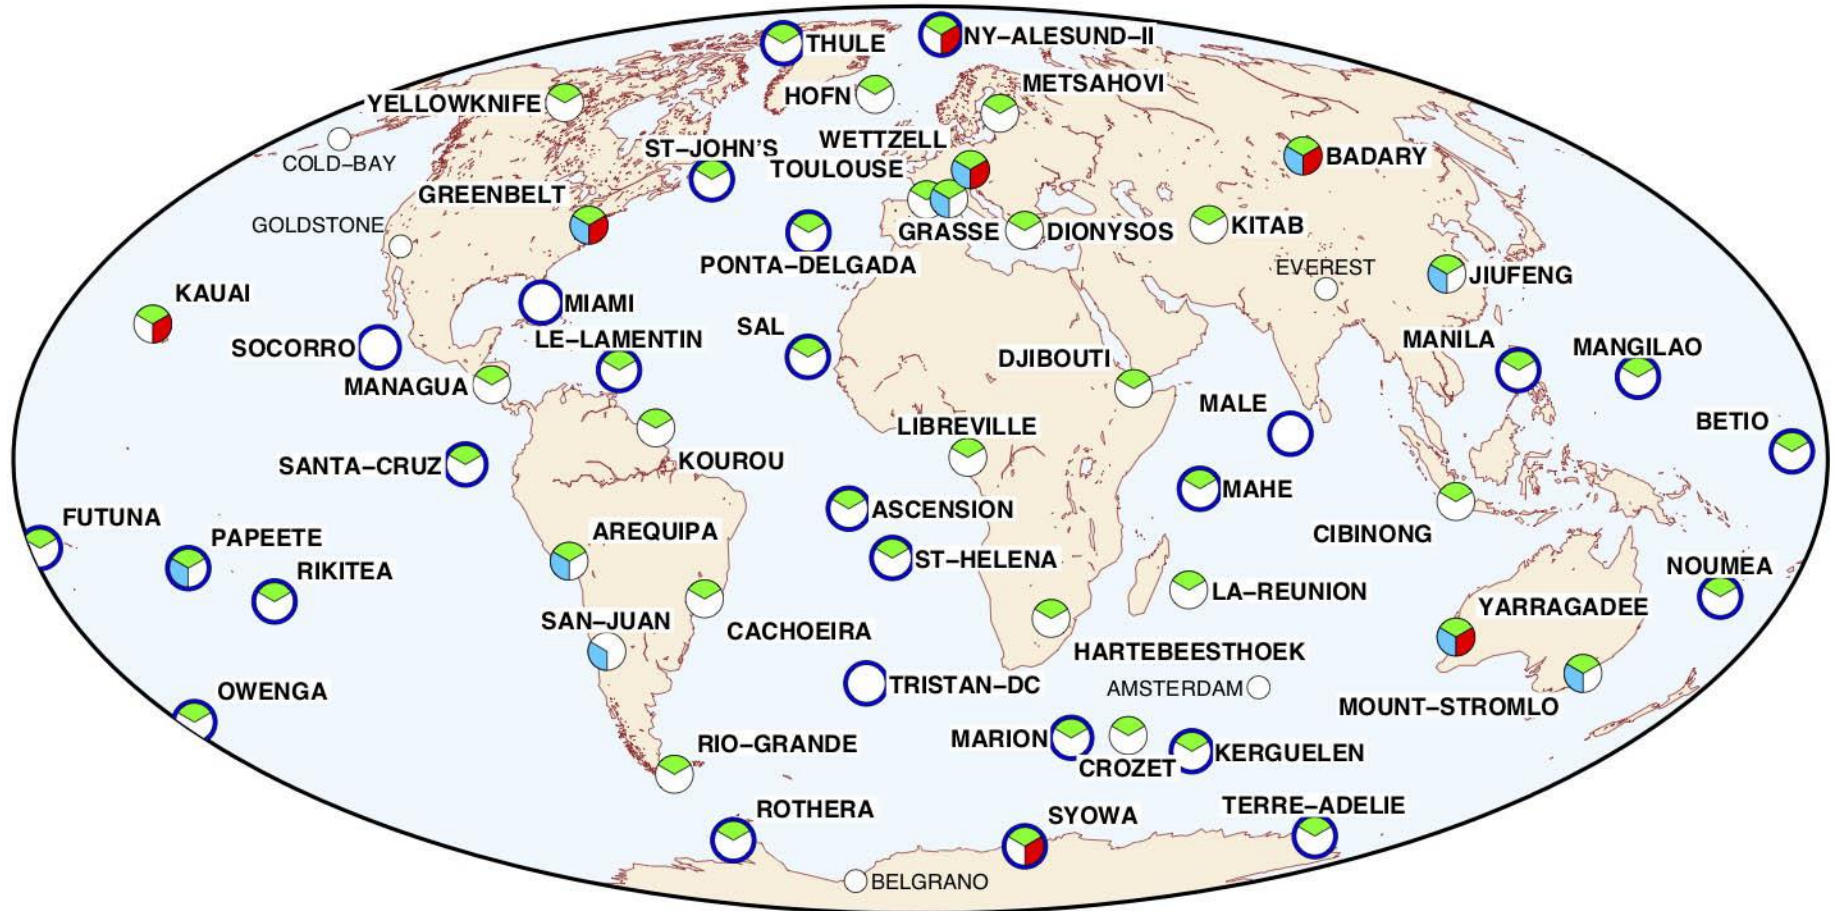 THULE
NY-ALESUND-II
YELLOWKNIFE
HOFN
METSAHOVI
COLD-BAY
ST-JOHN'S
WETTZELL
TOULOUSE
BADARY
GREENBELT
GOLDSTONE
GRASSE
DIONYSOS
KITAB
PONTA-DELGADA
EVEREST
JIUFENG
KAUAI
MIAMI
SOCORRO
LE-LAMENTIN
SAL
MANAGUA
DJIBOUTI
MANILA
MANGILAO
MALE
LIBREVILLE
BETIO
SANTA-CRUZ
KOUROU
MAHE
FUTUNA
PAPEETE
RIKITEA
AREQUIPA
ASCENSION
CIBINONG
ST-HELENA
NOUMEA
LA-REUNION
YARRAGADEE
SAN-JUAN
CACHOEIRA
HARTEBEESTHOEK
OWENGA
TRISTAN-DC
AMSTERDAM
MOUNT-STROMLO
RIO-GRANDE
MARION
CROZET
KERGUELEN
ROTHERA
SYOWA
TERRE-ADELIE
BELGRANO